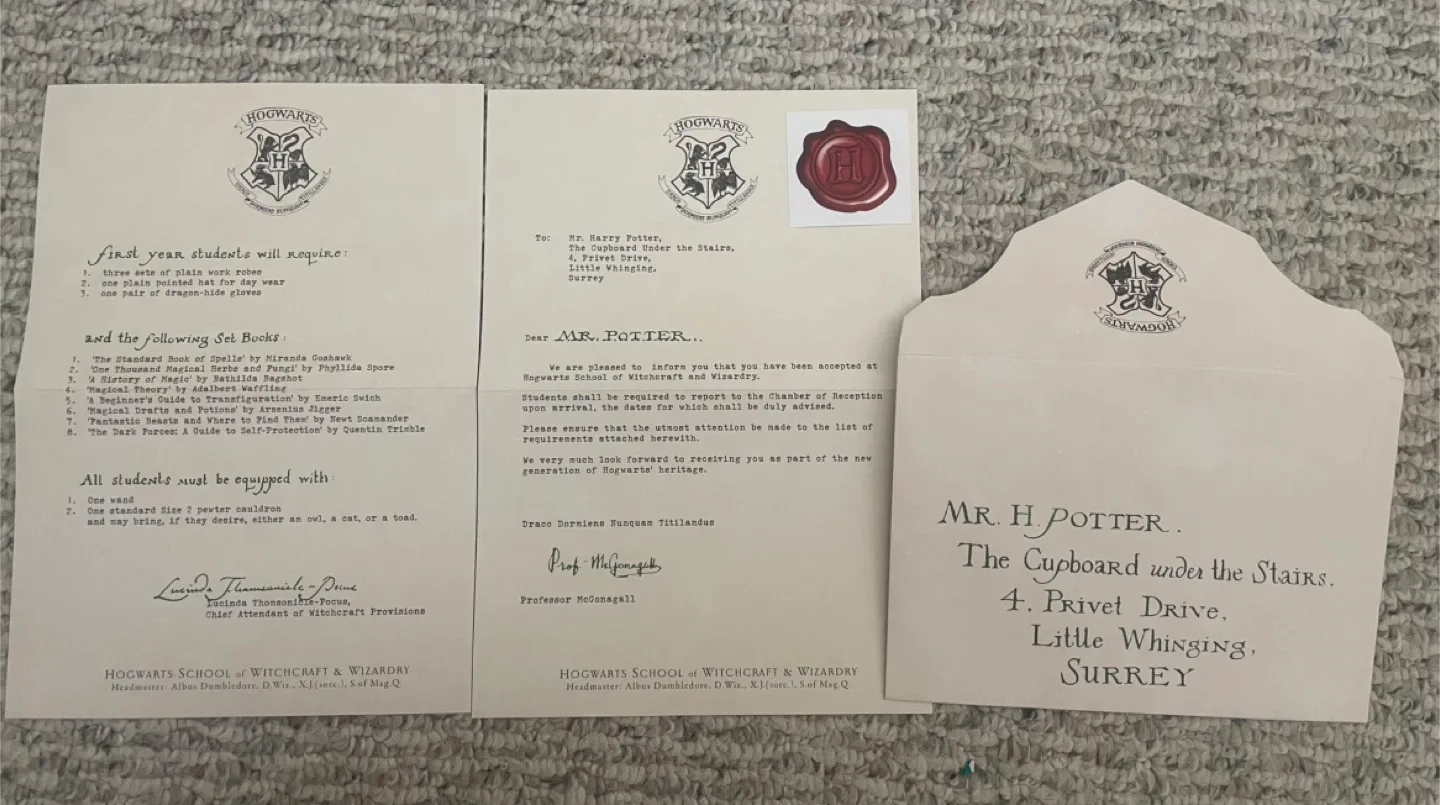 HOGWARTS
H
DRACO DORMIENS NUNQUAM TITILLANDUS
first year students will require:
1. three sets of plain work robes
2. one plain pointed hat for day wear
3. one pair of dragon-hide gloves
and the following Set Books:
1. 'The Standard Book of Spells' by Miranda Goshawk
2. 'One Thousand Magical Herbs and Fungi' by Phyllida Spore
3. 'A History of Magic' by Bathilda Bagshot
4. 'Magical Theory' by Adalbert Waffling
5. 'A Beginner's Guide to Transfiguration' by Emeric Swich
6. 'Magical Drafts and Potions' by Arsenius Jigger
7. 'Fantastic Beasts and Where to Find Them' by Newt Scamander
8. 'The Dark Forces: A Guide to Self-Protection' by Quentin Trimble
All students must be equipped with:
1. One wand
2. One standard Size 2 pewter cauldron
and may bring, if they desire, either an owl, a cat, or a toad.
Lucinda Thomsonicle-Pocus
Lucinda Thomsonicle-Pocus,
Chief Attendant of Witchcraft Provisions
HOGWARTS SCHOOL of WITCHCRAFT & WIZARDRY
Headmaster: Albus Dumbledore, D.Wiz., X.J.(sorc.), S.of Mag.Q.
HOGWARTS
H
DRACO DORMIENS NUNQUAM TITILLANDUS
H
To: Mr. Harry Potter,
The Cupboard Under the Stairs,
4, Privet Drive,
Little Whinging,
Surrey
Dear MR. POTTER..
We are pleased to inform you that you have been accepted at
Hogwarts School of Witchcraft and Wizardry.
Students shall be required to report to the Chamber of Reception
upon arrival, the dates for which shall be duly advised.
Please ensure that the utmost attention be made to the list of
requirements attached herewith.
We very much look forward to receiving you as part of the new
generation of Hogwarts' heritage.
Draco Dormiens Nunquam Titilandus
Prof. McGonagall
Professor McGonagall
HOGWARTS SCHOOL of WITCHCRAFT & WIZARDRY
Headmaster: Albus Dumbledore, D.Wiz., X.J.(sorc.), S.of Mag.Q.
H
HOGWARTS
MR. H. POTTER.
The Cupboard under the Stairs.
4. Privet Drive,
Little Whinging,
SURREY